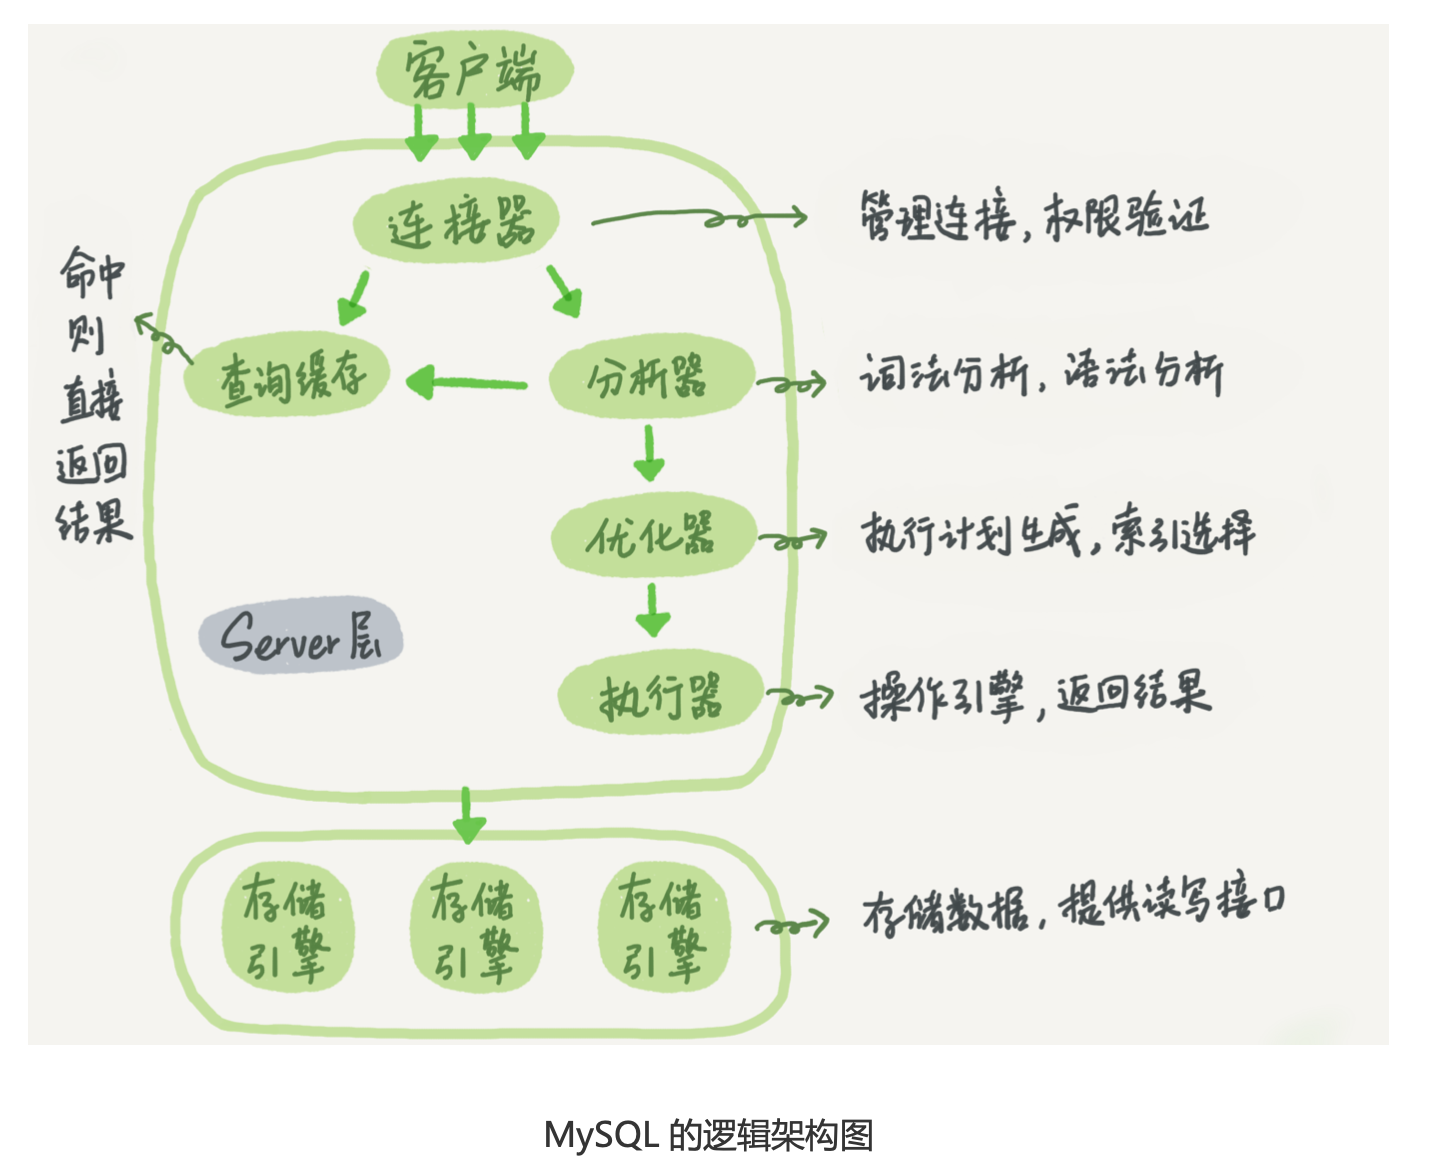 客户端
连接器
管理连接，权限验证
命中
则
直接
返回
结果
查询缓存
分析器
词法分析，语法分析
优化器
执行计划生成，索引选择
Server层
执行器
操作引擎，返回结果
存储
引擎
存储
引擎
存储
引擎
存储数据，提供读写接口
MySQL 的逻辑架构图